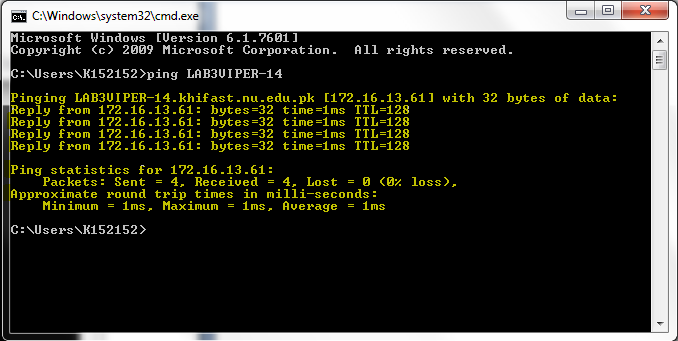 C:\Windows\system32\cmd.exe
Microsoft Windows [Version 6.1.7601]
Copyright (c) 2009 Microsoft Corporation.  All rights reserved.
C:\Users\K152152>ping LAB3VIPER-14
Pinging LAB3VIPER-14.khifast.nu.edu.pk [172.16.13.61] with 32 bytes of data:
Reply from 172.16.13.61: bytes=32 time=1ms TTL=128
Reply from 172.16.13.61: bytes=32 time=1ms TTL=128
Reply from 172.16.13.61: bytes=32 time=1ms TTL=128
Reply from 172.16.13.61: bytes=32 time=1ms TTL=128
Ping statistics for 172.16.13.61:
    Packets: Sent = 4, Received = 4, Lost = 0 (0% loss),
Approximate round trip times in milli-seconds:
    Minimum = 1ms, Maximum = 1ms, Average = 1ms
C:\Users\K152152>